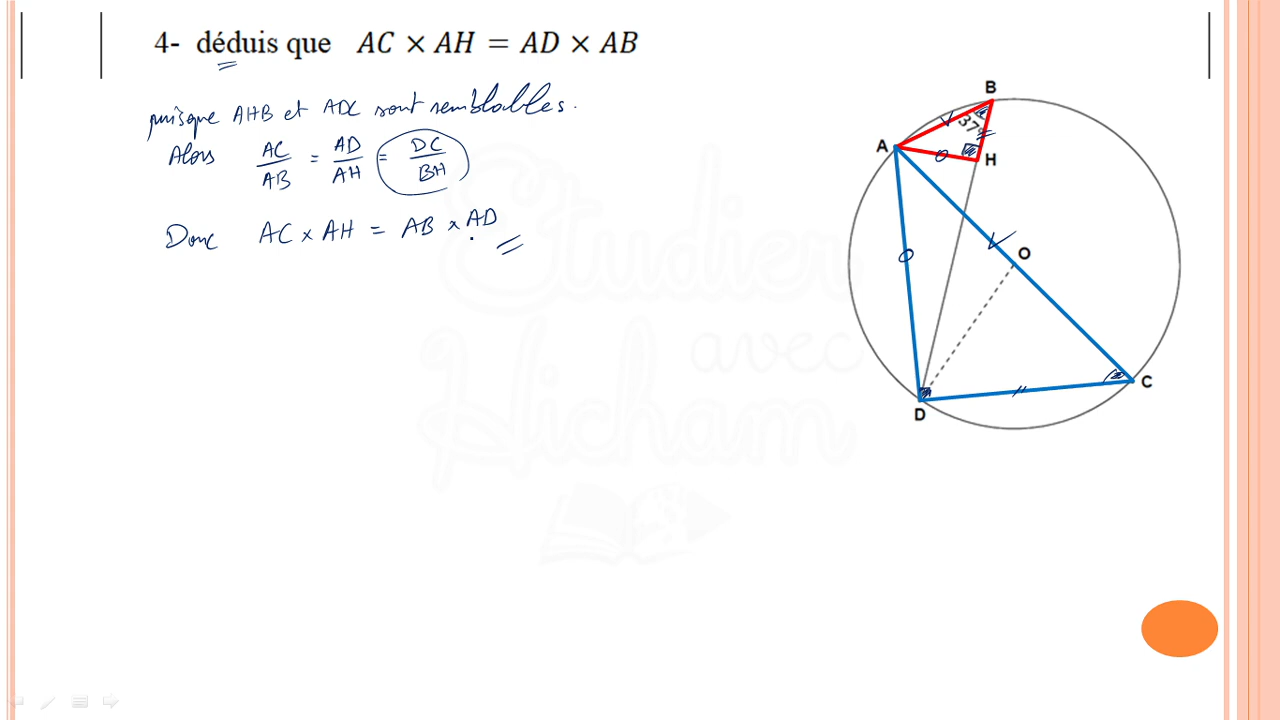 4- déduis que AC × AH = AD × AB
puisque AHB et ADC sont semblables.
Alors AC/AB = AD/AH = DC/BH
Donc AC × AH = AB × AD
B
37°
A
H
O
C
D
Etudier
avec
Hicham